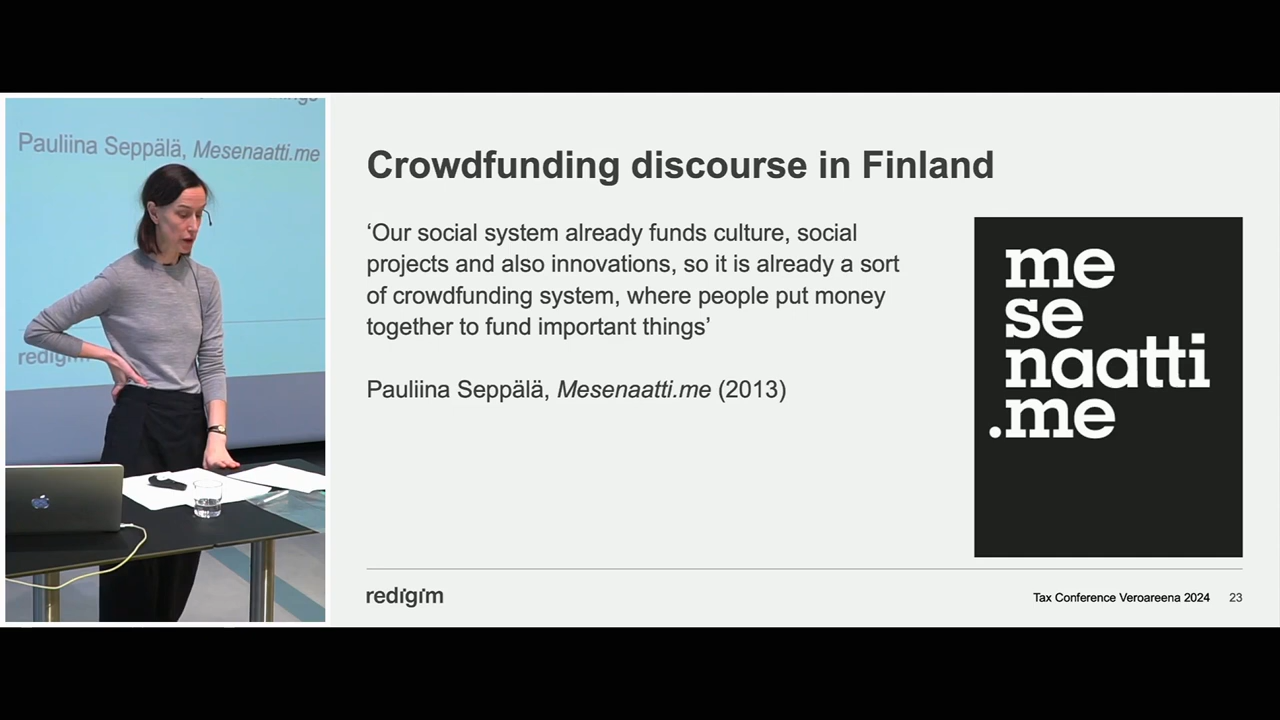 Pauliina Seppälä, Mesenaatti.me
Crowdfunding discourse in Finland
‘Our social system already funds culture, social
projects and also innovations, so it is already a sort
of crowdfunding system, where people put money
together to fund important things’
Pauliina Seppälä, Mesenaatti.me (2013)
me
se
naatti
.me
redigim
redigim
Tax Conference Veroareena 2024 23